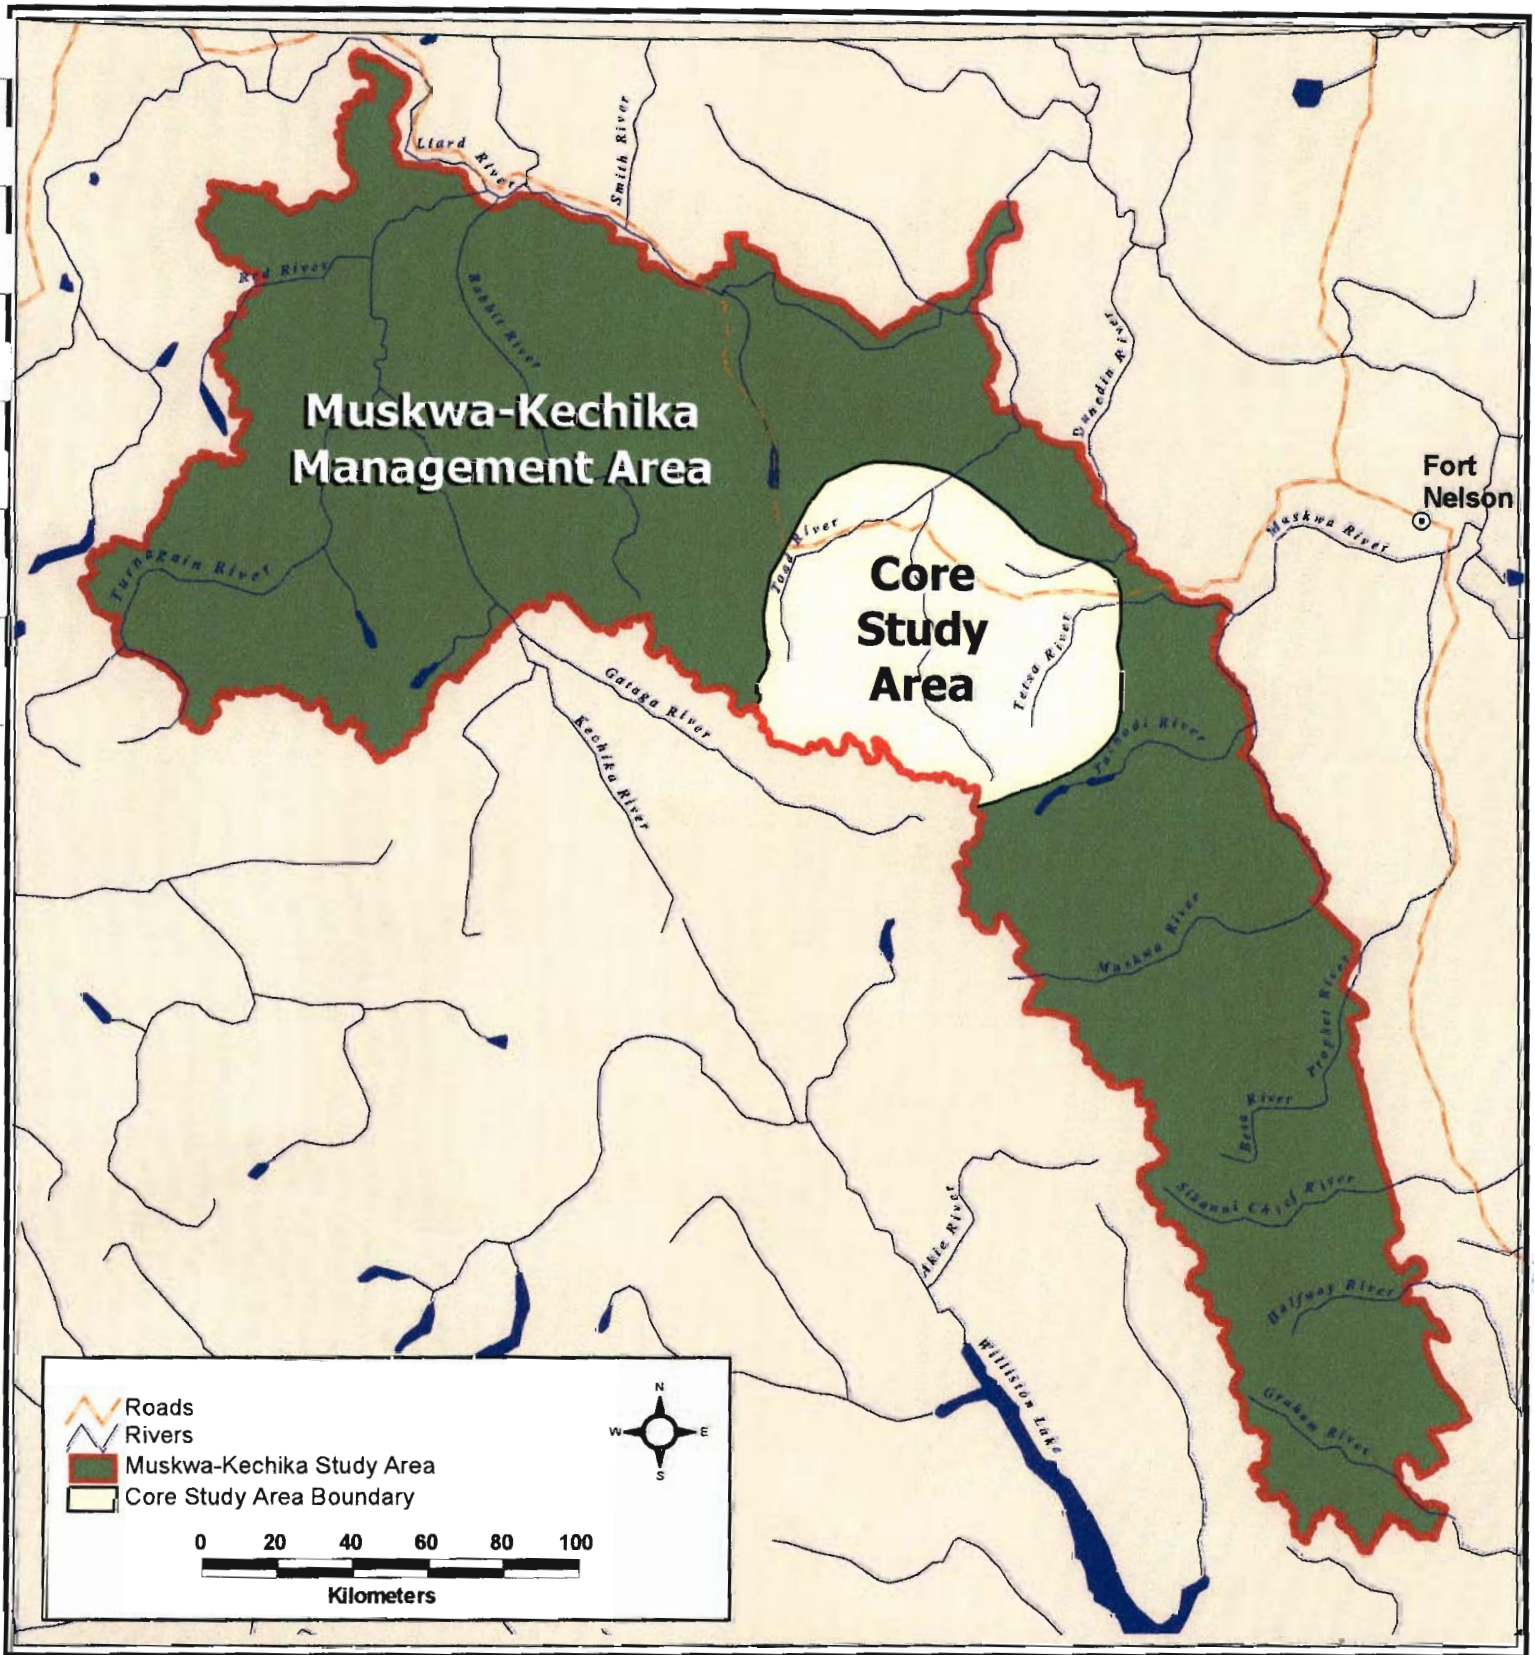 Liard River
Smith River
Red River
Rabbit River
Dunedin River
Muskwa-Kechika
Management Area
Fort
Nelson
Muskwa River
Toad River
Turnagain River
Core
Study
Area
Tetsa River
Gataga River
Kechika River
Tuchodi River
Muskwa River
Prophet River
Besa River
Sikanni Chief River
Akie River
Halfway River
Williston Lake
Graham River
Roads
Rivers
Muskwa-Kechika Study Area
Core Study Area Boundary
N
W E
S
0 20 40 60 80 100
Kilometers